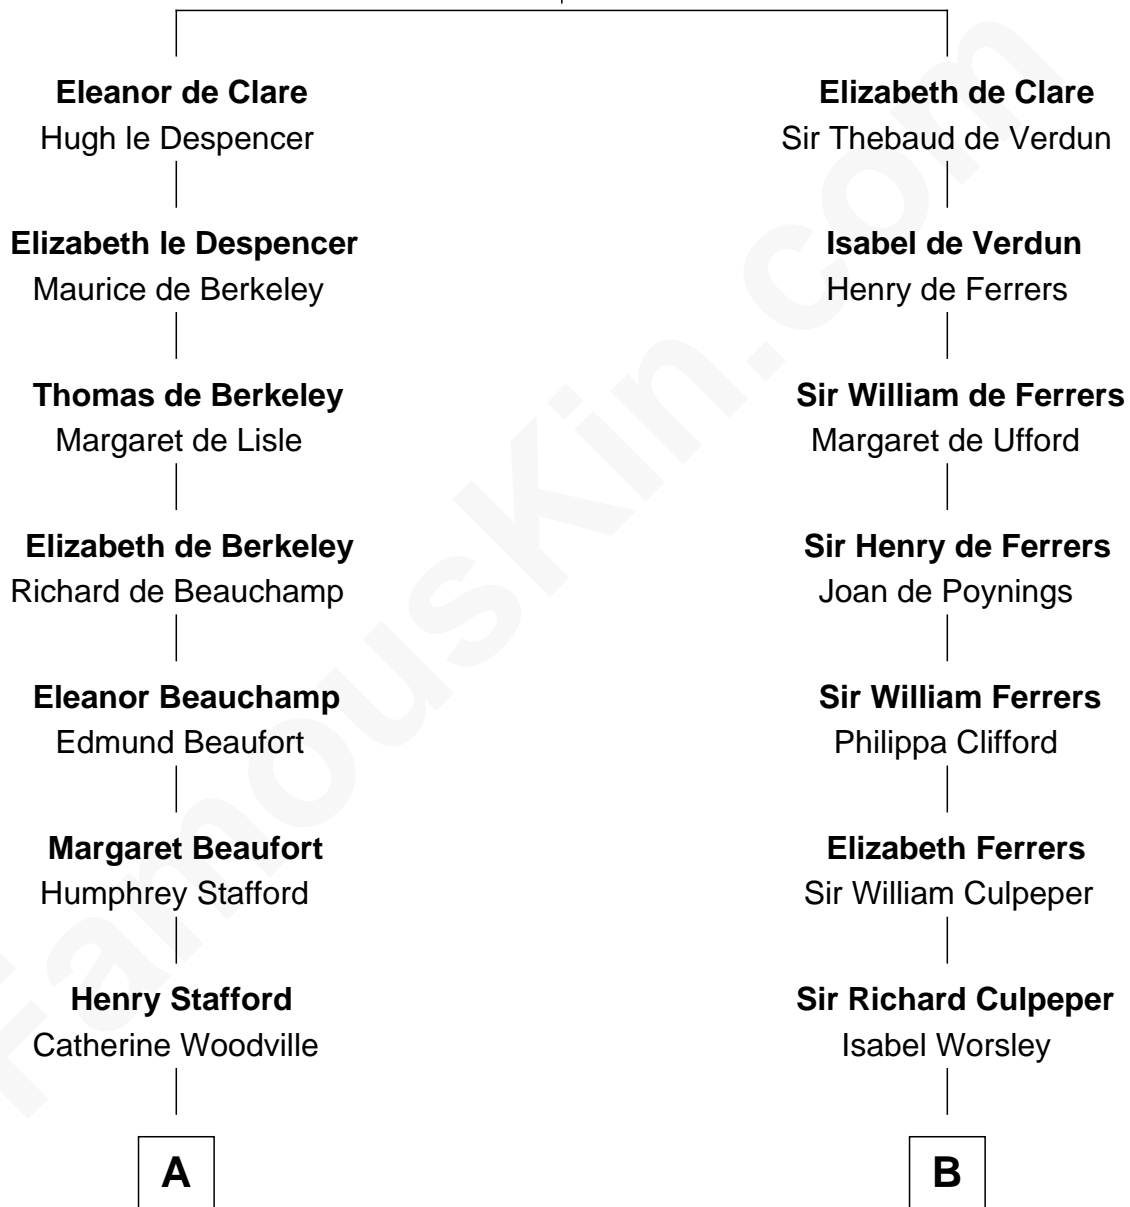 Eleanor de Clare
Hugh le Despencer
Elizabeth de Clare
Sir Thebaud de Verdun
Elizabeth le Despencer
Maurice de Berkeley
Isabel de Verdun
Henry de Ferrers
Thomas de Berkeley
Margaret de Lisle
Sir William de Ferrers
Margaret de Ufford
Elizabeth de Berkeley
Richard de Beauchamp
Sir Henry de Ferrers
Joan de Poynings
Eleanor Beauchamp
Edmund Beaufort
Sir William Ferrers
Philippa Clifford
Margaret Beaufort
Humphrey Stafford
Elizabeth Ferrers
Sir William Culpeper
Henry Stafford
Catherine Woodville
Sir Richard Culpeper
Isabel Worsley
A
B
FamousKin.com